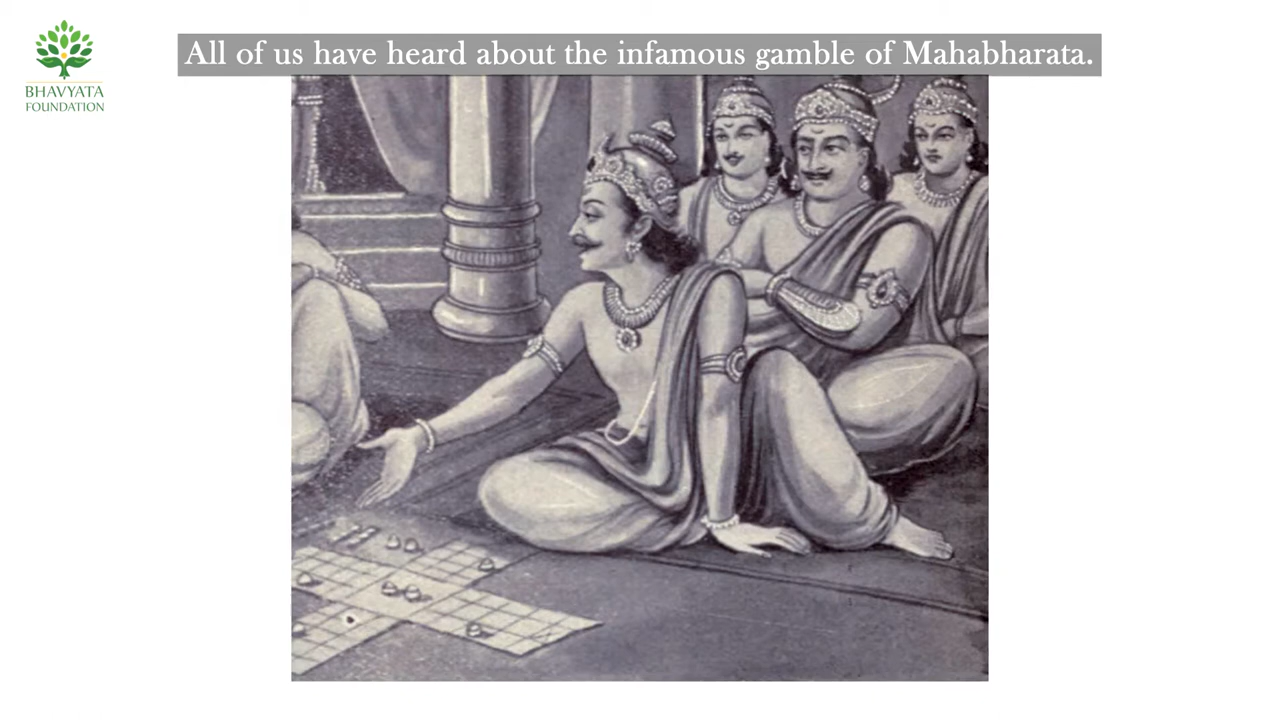 All of us have heard about the infamous gamble of Mahabharata.
BHAVYATA
FOUNDATION